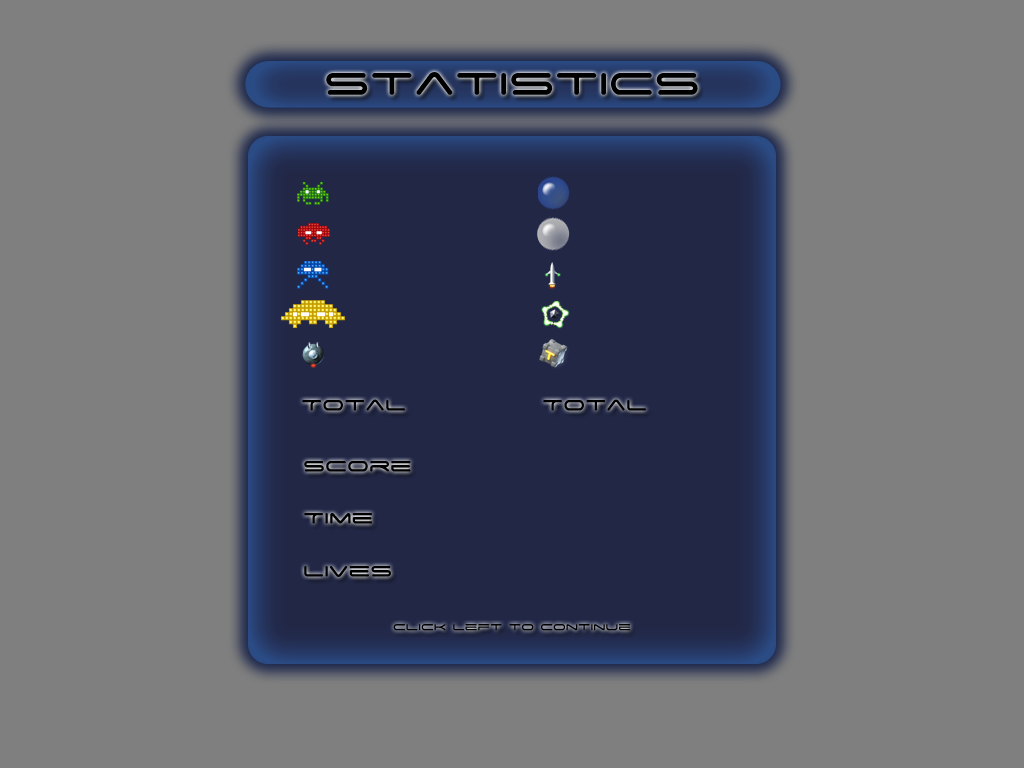 STATISTICS
T
TOTAL TOTAL
SCORE
TIME
LIVES
CLICK LEFT TO CONTINUE